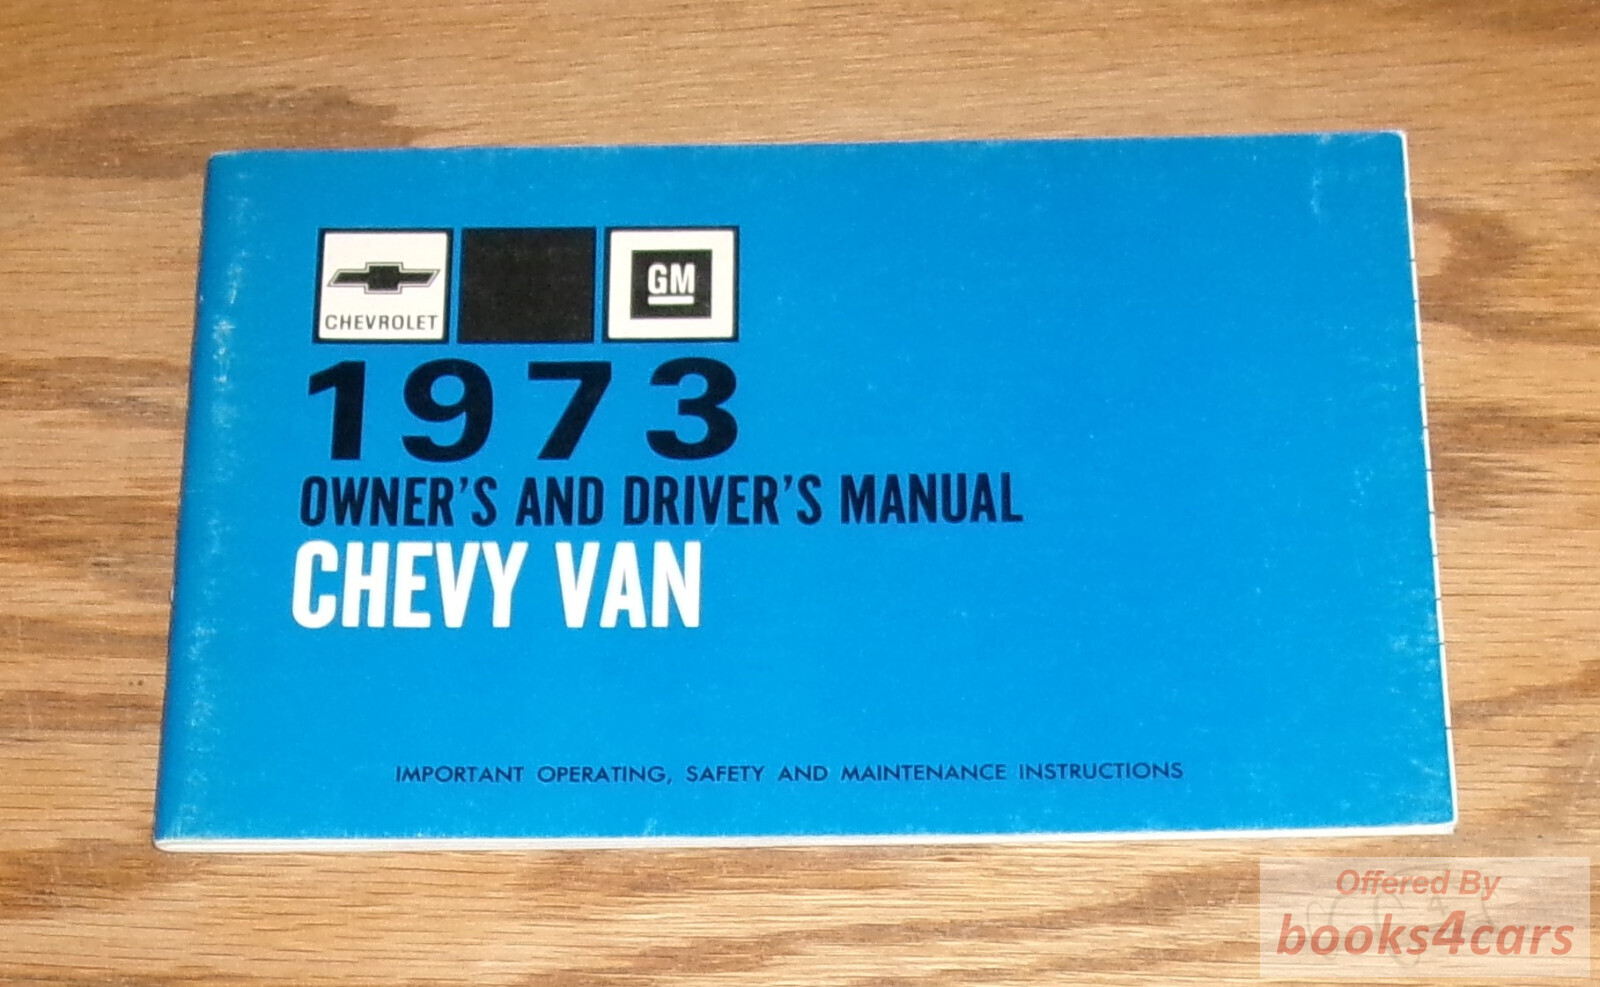 CHEVROLET
GM
1973
OWNER'S AND DRIVER'S MANUAL
CHEVY VAN
IMPORTANT OPERATING, SAFETY AND MAINTENANCE INSTRUCTIONS
Offered By
books4cars